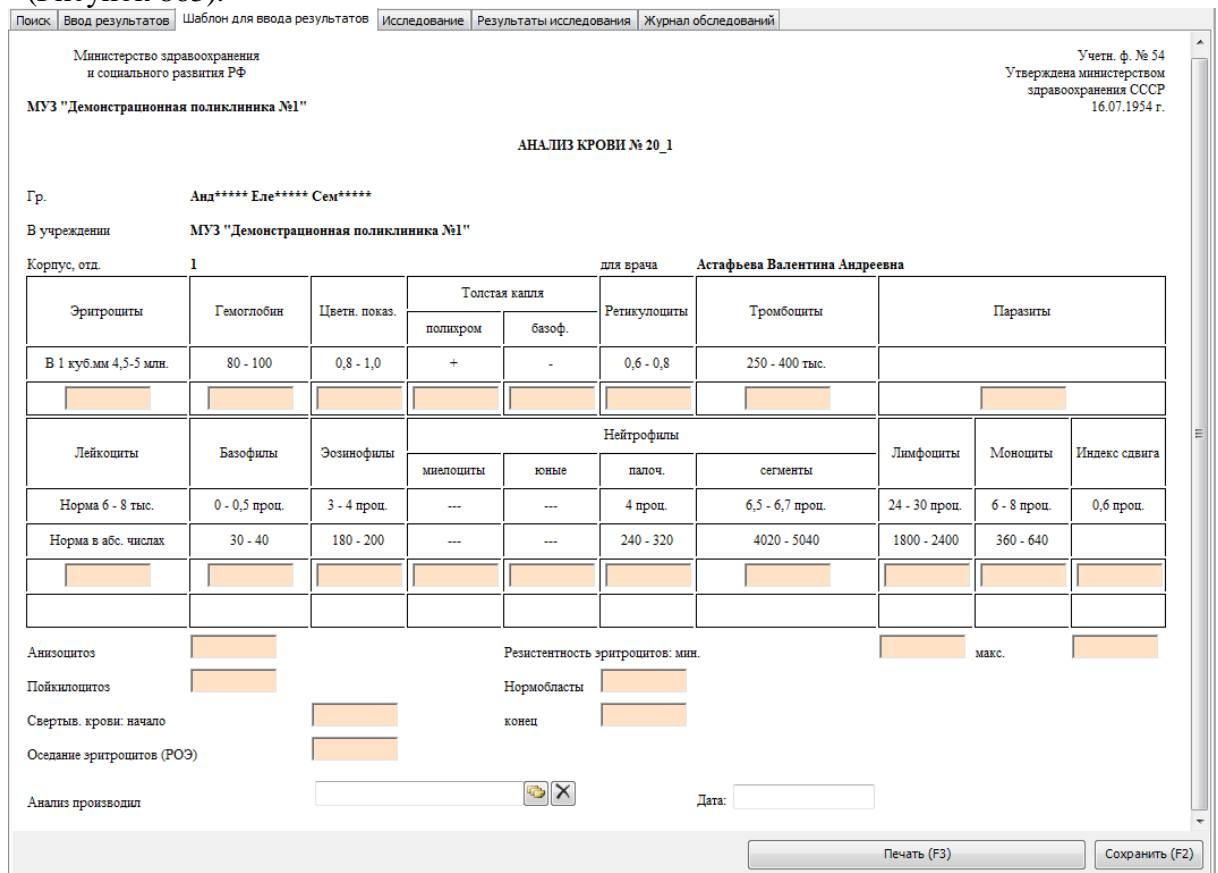 (Рисунок 665).
Поиск Ввод результатов Шаблон для ввода результатов Исследование Результаты исследования Журнал обследований
Министерство здравоохранения
и социального развития РФ
Учетн. ф. № 54
Утверждена министерством
здравоохранения СССР
16.07.1954 г.
МУЗ "Демонстрационная поликлиника №1"
АНАЛИЗ КРОВИ № 20_1
Гр. Анд***** Еле***** Сем*****
В учреждении МУЗ "Демонстрационная поликлиника №1"
Корпус, отд. 1 для врача Астафьева Валентина Андреевна
Эритроциты Гемоглобин Цветн. показ. Толстая капля Ретикулоциты Тромбоциты Паразиты
полихром базоф.
В 1 куб.мм 4,5-5 млн. 80 - 100 0,8 - 1,0 + - 0,6 - 0,8 250 - 400 тыс.
Лейкоциты Базофилы Эозинофилы Нейтрофилы Лимфоциты Моноциты Индекс сдвига
миелоциты юные палоч. сегменты
Норма 6 - 8 тыс. 0 - 0,5 проц. 3 - 4 проц. --- --- 4 проц. 6,5 - 6,7 проц. 24 - 30 проц. 6 - 8 проц. 0,6 проц.
Норма в абс. числах 30 - 40 180 - 200 --- --- 240 - 320 4020 - 5040 1800 - 2400 360 - 640
Анизоцитоз Резистентность эритроцитов: мин. макс.
Пойкилоцитоз Нормобласты
Свертыв. крови: начало конец
Оседание эритроцитов (РОЭ)
Анализ производил Дата:
Печать (F3) Сохранить (F2)